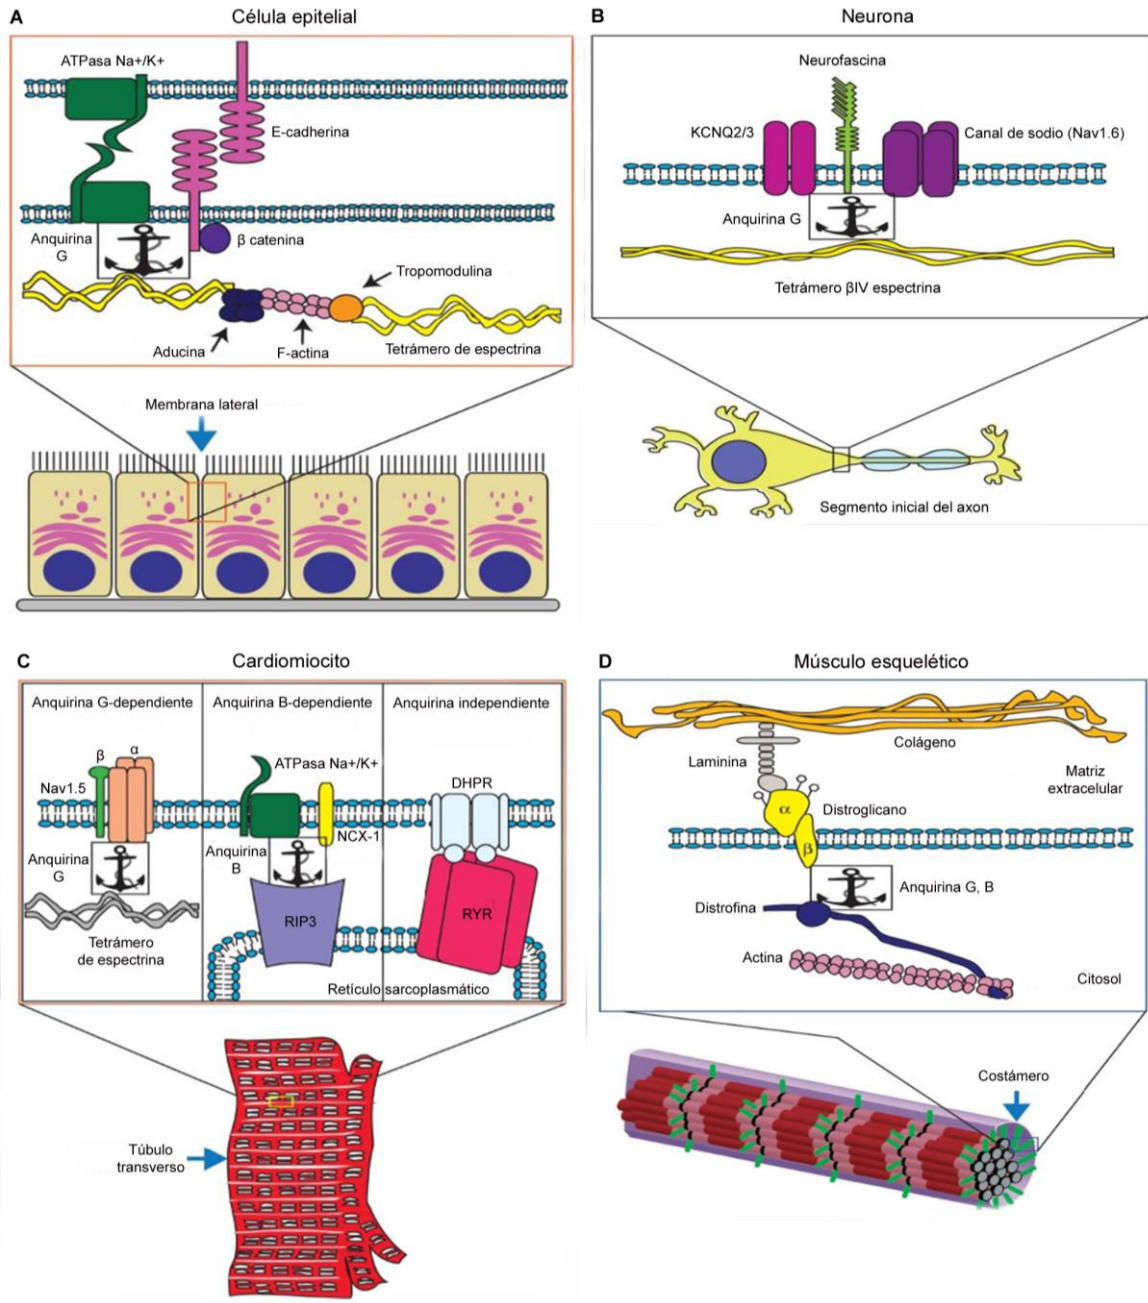 A
Célula epitelial
ATPasa Na+/K+
E-cadherina
Anquirina
G
β catenina
Tropomodulina
Aducina
F-actina
Tetrámero de espectrina
Membrana lateral
B
Neurona
Neurofascina
KCNQ2/3
Canal de sodio (Nav1.6)
Anquirina G
Tetrámero βIV espectrina
Segmento inicial del axon
C
Cardiomiocito
Anquirina G-dependiente
Anquirina B-dependiente
Anquirina independiente
β
α
Nav1.5
Anquirina
G
Tetrámero
de espectrina
ATPasa Na+/K+
NCX-1
Anquirina
B
RIP3
DHPR
RYR
Retículo sarcoplasmático
Túbulo
transverso
D
Músculo esquelético
Colágeno
Laminina
Matriz
extracelular
α
Distroglicano
β
Anquirina G, B
Distrofina
Actina
Citosol
Costámero